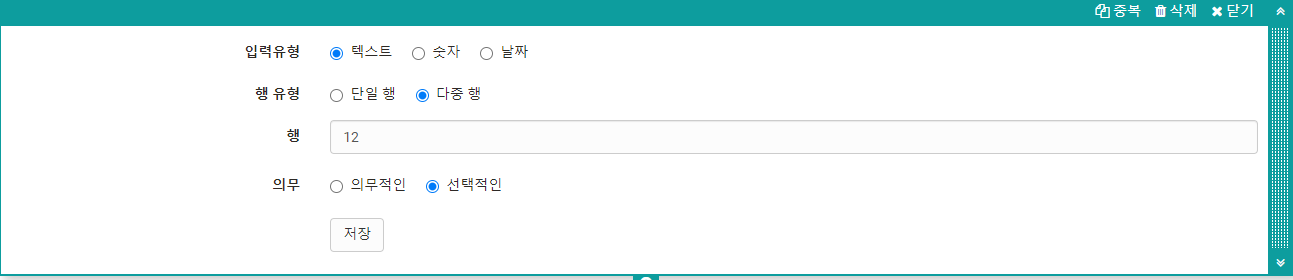 중복 삭제 닫기
입력유형 텍스트 숫자 날짜
행 유형 단일 행 다중 행
행 12
의무 의무적인 선택적인
저장